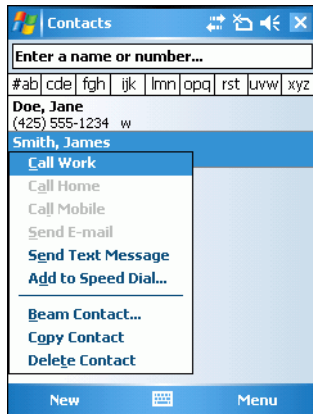 Contacts
Enter a name or number...
#ab cde fgh ijk lmn opq rst uvw xyz
Doe, Jane
(425) 555-1234 w
Smith, James
Call Work
Call Home
Call Mobile
Send E-mail
Send Text Message
Add to Speed Dial...
Beam Contact...
Copy Contact
Delete Contact
New Menu